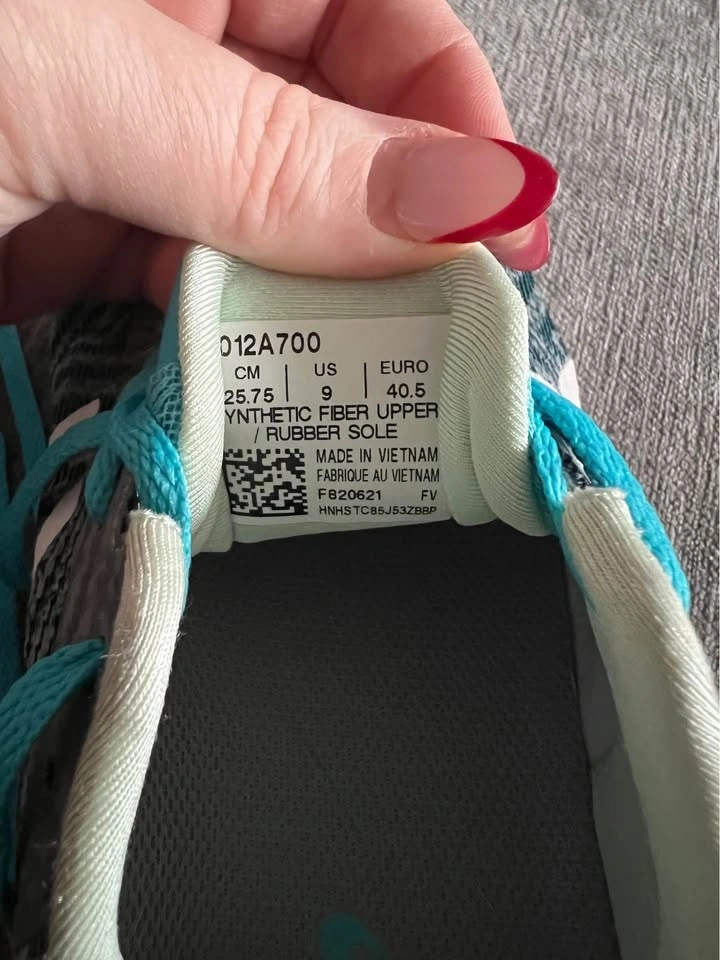 012A700
CM | US | EURO
25.75 | 9 | 40.5
YNTHETIC FIBER UPPER
/ RUBBER SOLE
MADE IN VIETNAM
FABRIQUE AU VIETNAM
F820621 FV
HNHSTC85J53ZBBP